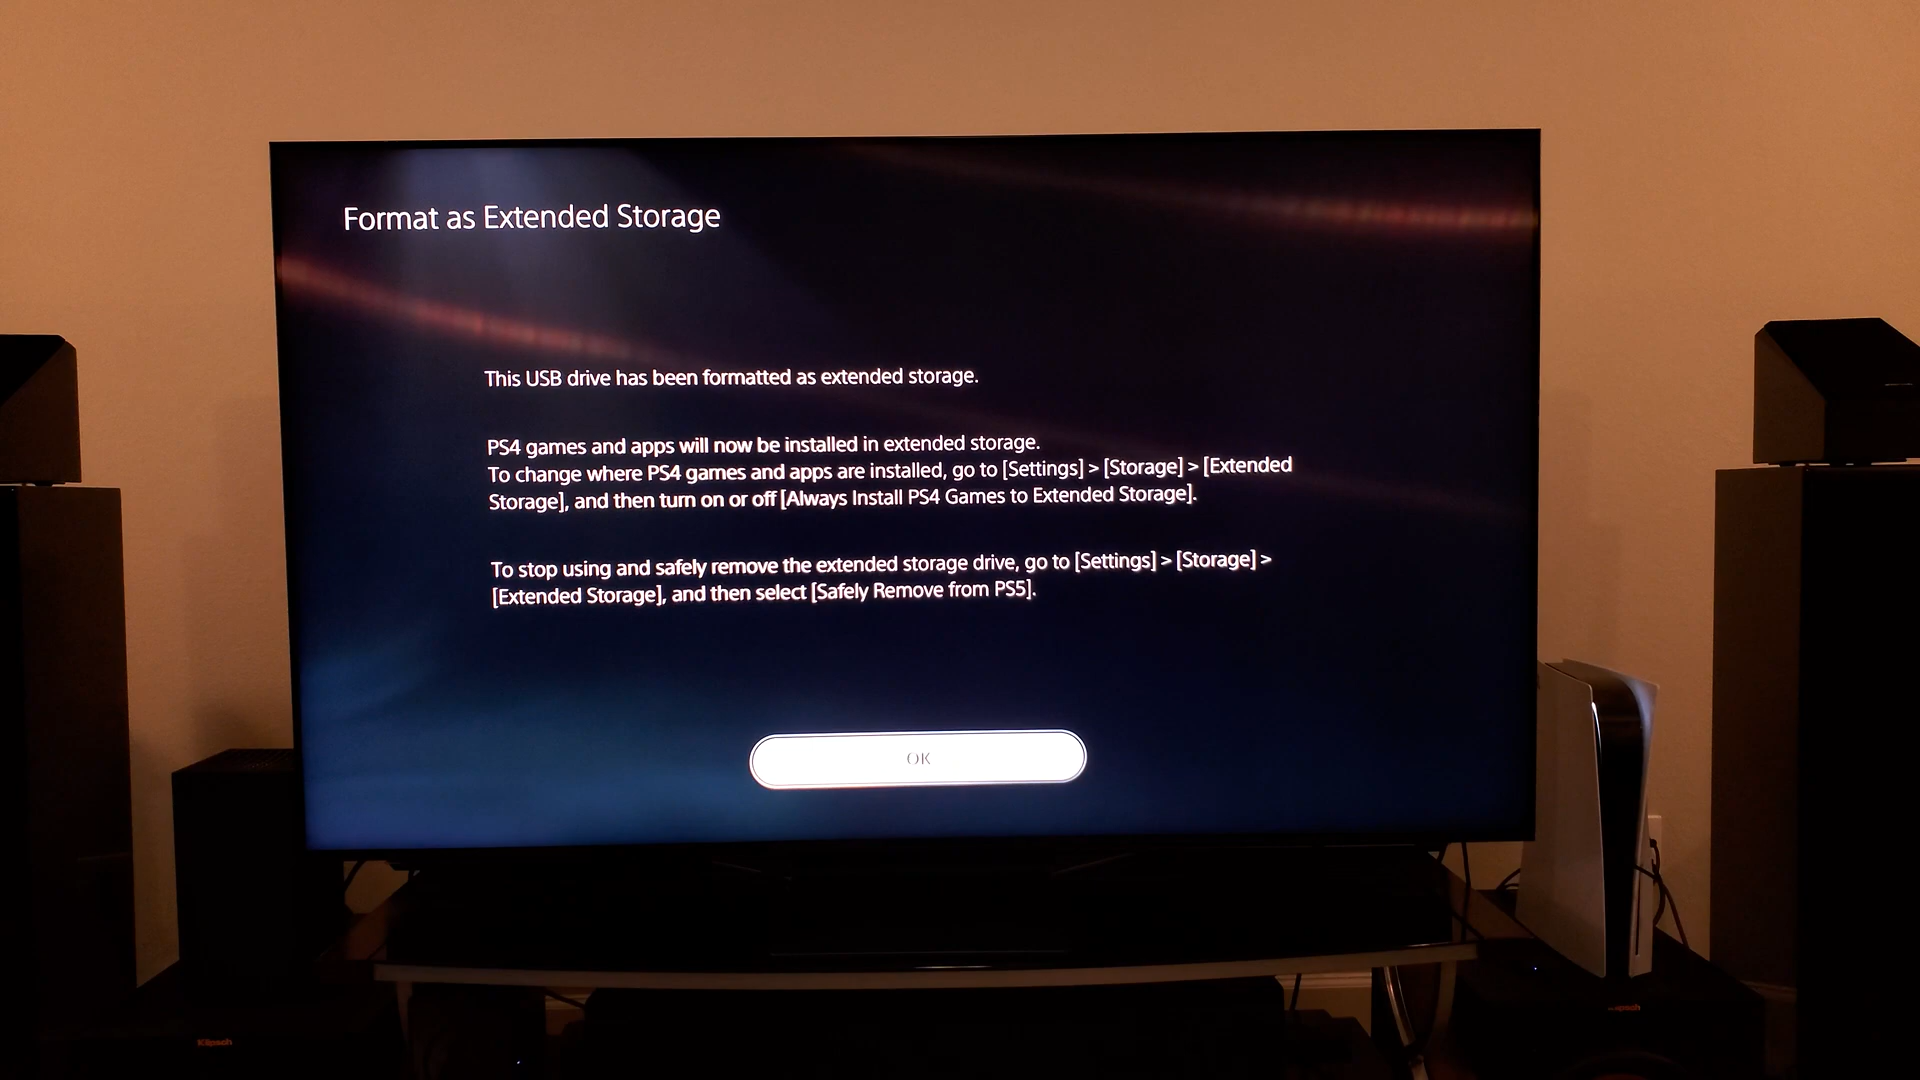 Format as Extended Storage
This USB drive has been formatted as extended storage.
PS4 games and apps will now be installed in extended storage.
To change where PS4 games and apps are installed, go to [Settings] > [Storage] > [Extended
Storage], and then turn on or off [Always Install PS4 Games to Extended Storage].
To stop using and safely remove the extended storage drive, go to [Settings] > [Storage] >
[Extended Storage], and then select [Safely Remove from PS5].
OK
Klipsch
Klipsch